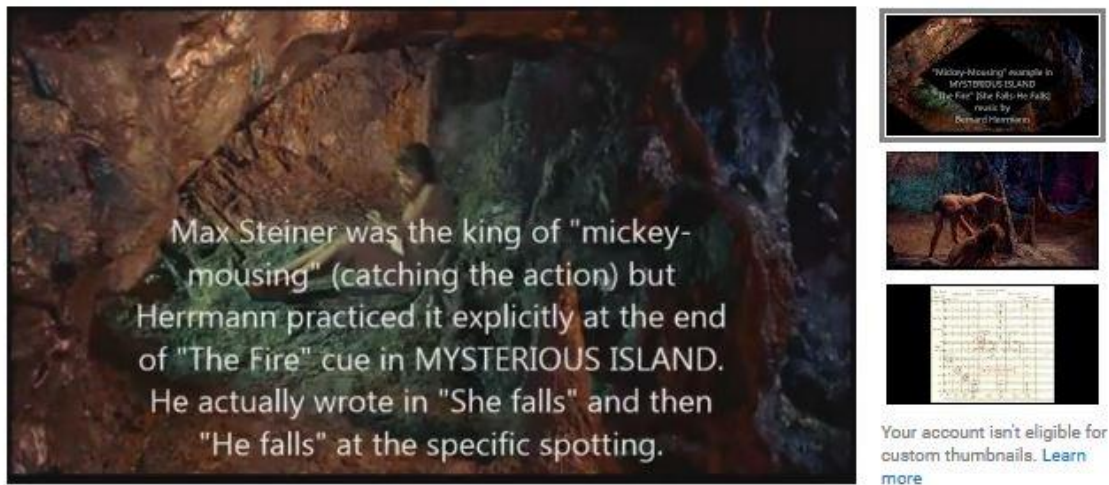 Max Steiner was the king of "mickey-
mousing" (catching the action) but
Herrmann practiced it explicitly at the end
of "The Fire" cue in MYSTERIOUS ISLAND.
He actually wrote in "She falls" and then
"He falls" at the specific spotting.
"Mickey-Mousing" example in
MYSTERIOUS ISLAND
"The Fire" (She Falls-He Falls)
music by
Bernard Herrmann
Your account isn't eligible for
custom thumbnails. Learn
more